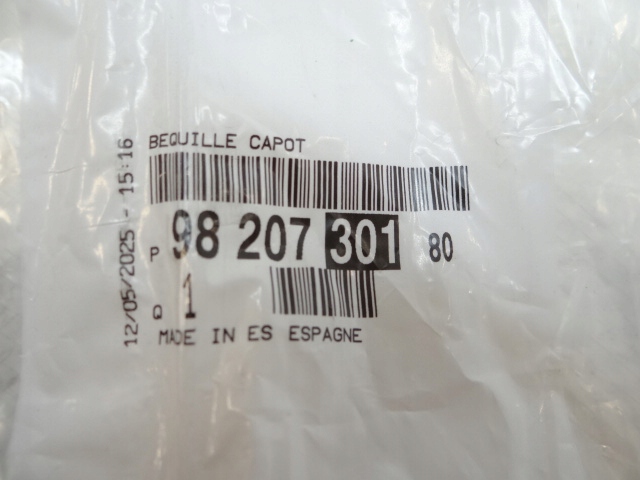 BEQUILLE CAPOT
P 98 207 301 80
Q 1
MADE IN ES ESPAGNE
12/05/2025 - 15:16